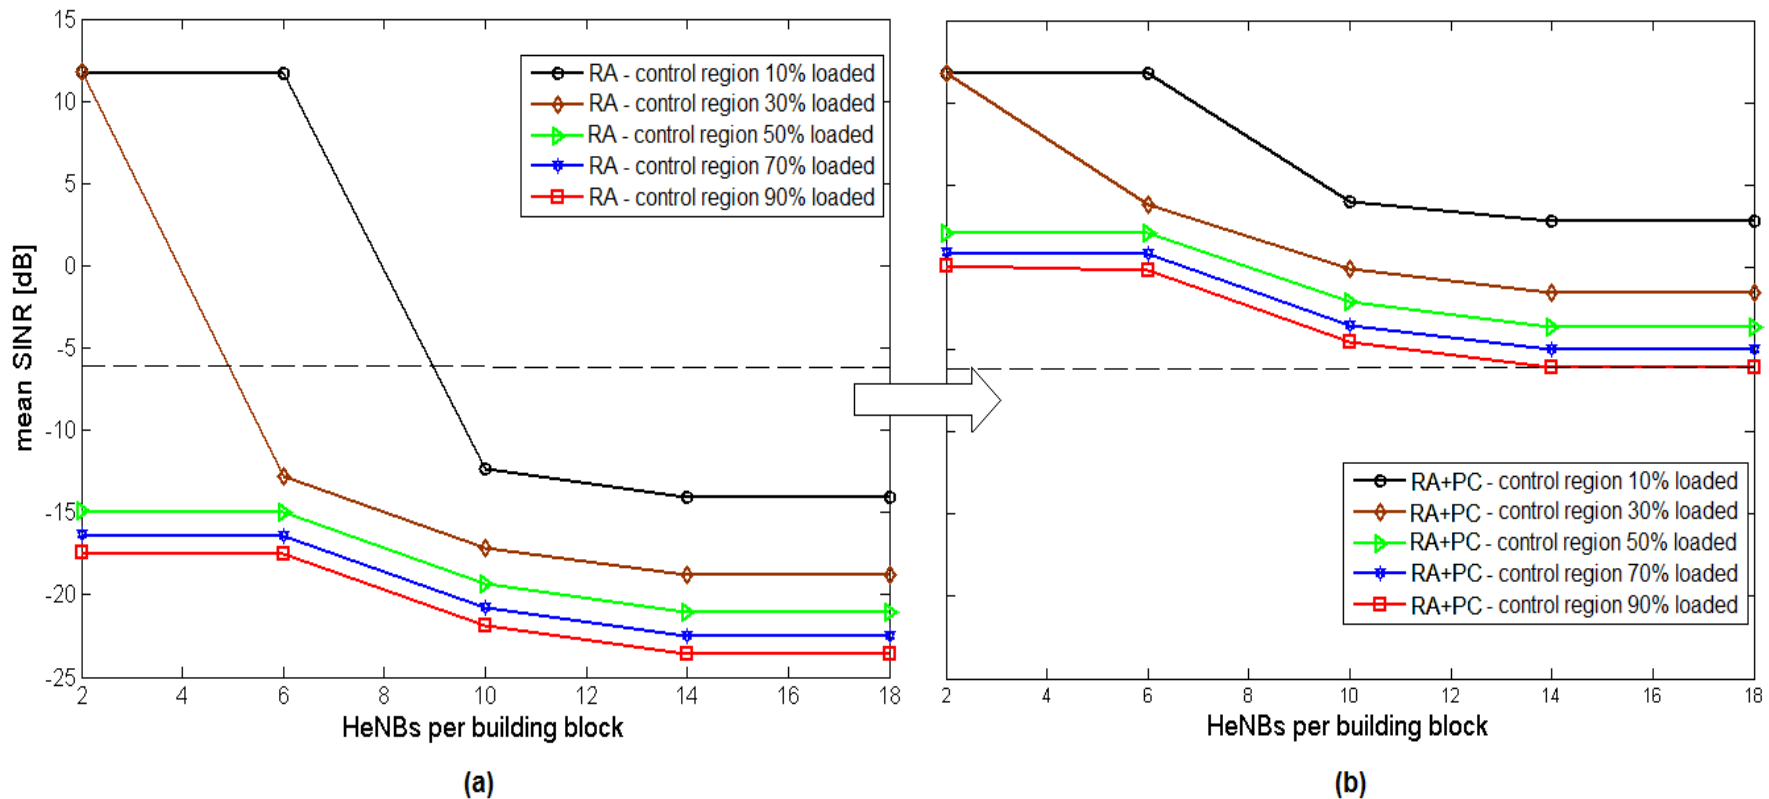 15
10
5
0
-5
-10
-15
-20
-25
mean SINR [dB]
RA - control region 10% loaded
RA - control region 30% loaded
RA - control region 50% loaded
RA - control region 70% loaded
RA - control region 90% loaded
2 4 6 8 10 12 14 16 18
HeNBs per building block
(a)
RA+PC - control region 10% loaded
RA+PC - control region 30% loaded
RA+PC - control region 50% loaded
RA+PC - control region 70% loaded
RA+PC - control region 90% loaded
2 4 6 8 10 12 14 16 18
HeNBs per building block
(b)